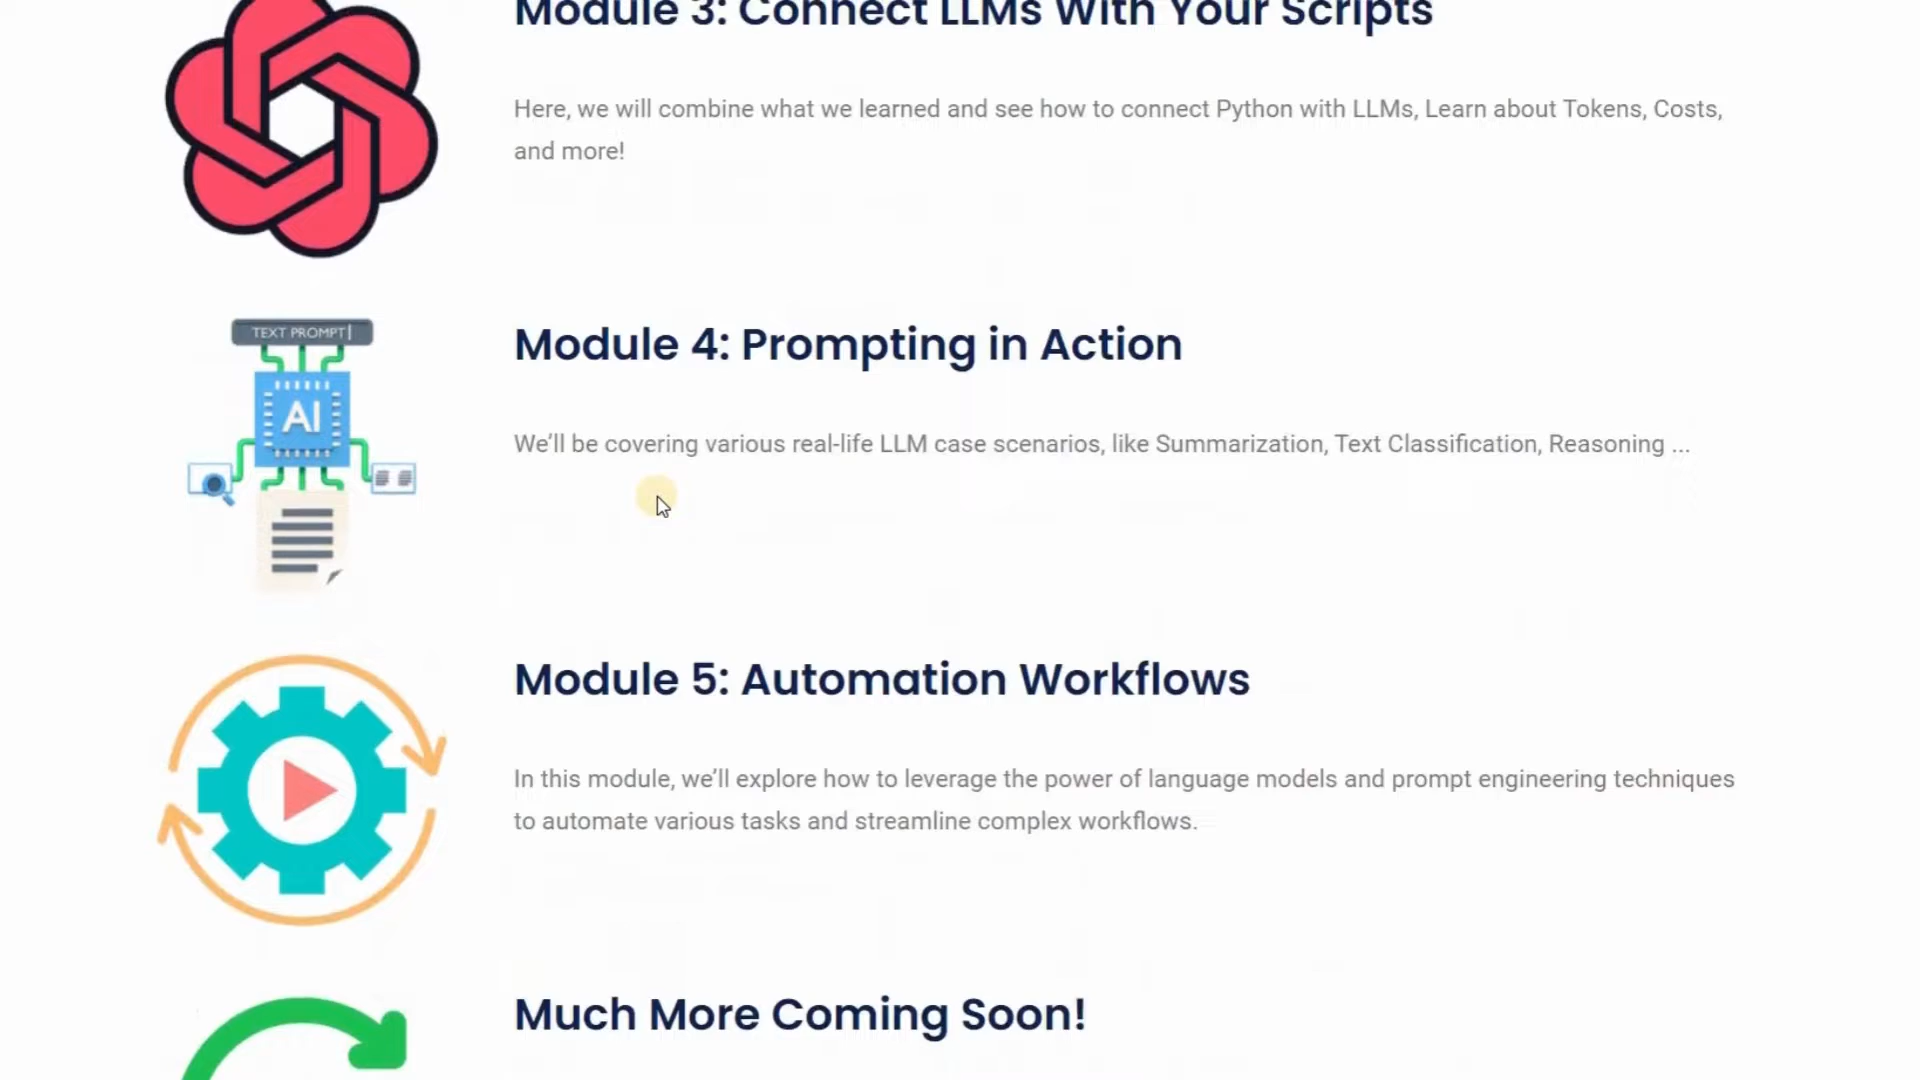 Module 3: Connect LLMs With Your Scripts
Here, we will combine what we learned and see how to connect Python with LLMs, Learn about Tokens, Costs,
and more!
TEXT PROMPT
AI
Module 4: Prompting in Action
We’ll be covering various real-life LLM case scenarios, like Summarization, Text Classification, Reasoning ...
Module 5: Automation Workflows
In this module, we’ll explore how to leverage the power of language models and prompt engineering techniques
to automate various tasks and streamline complex workflows.
Much More Coming Soon!